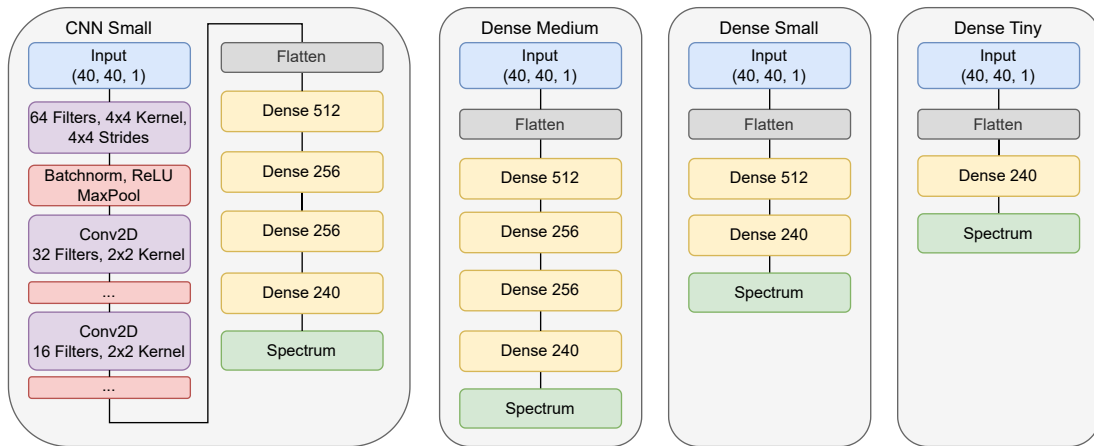 CNN Small
Input
(40, 40, 1)
64 Filters, 4x4 Kernel,
4x4 Strides
Batchnorm, ReLU
MaxPool
Conv2D
32 Filters, 2x2 Kernel
...
Conv2D
16 Filters, 2x2 Kernel
...
Flatten
Dense 512
Dense 256
Dense 256
Dense 240
Spectrum
Dense Medium
Input
(40, 40, 1)
Flatten
Dense 512
Dense 256
Dense 256
Dense 240
Spectrum
Dense Small
Input
(40, 40, 1)
Flatten
Dense 512
Dense 240
Spectrum
Dense Tiny
Input
(40, 40, 1)
Flatten
Dense 240
Spectrum